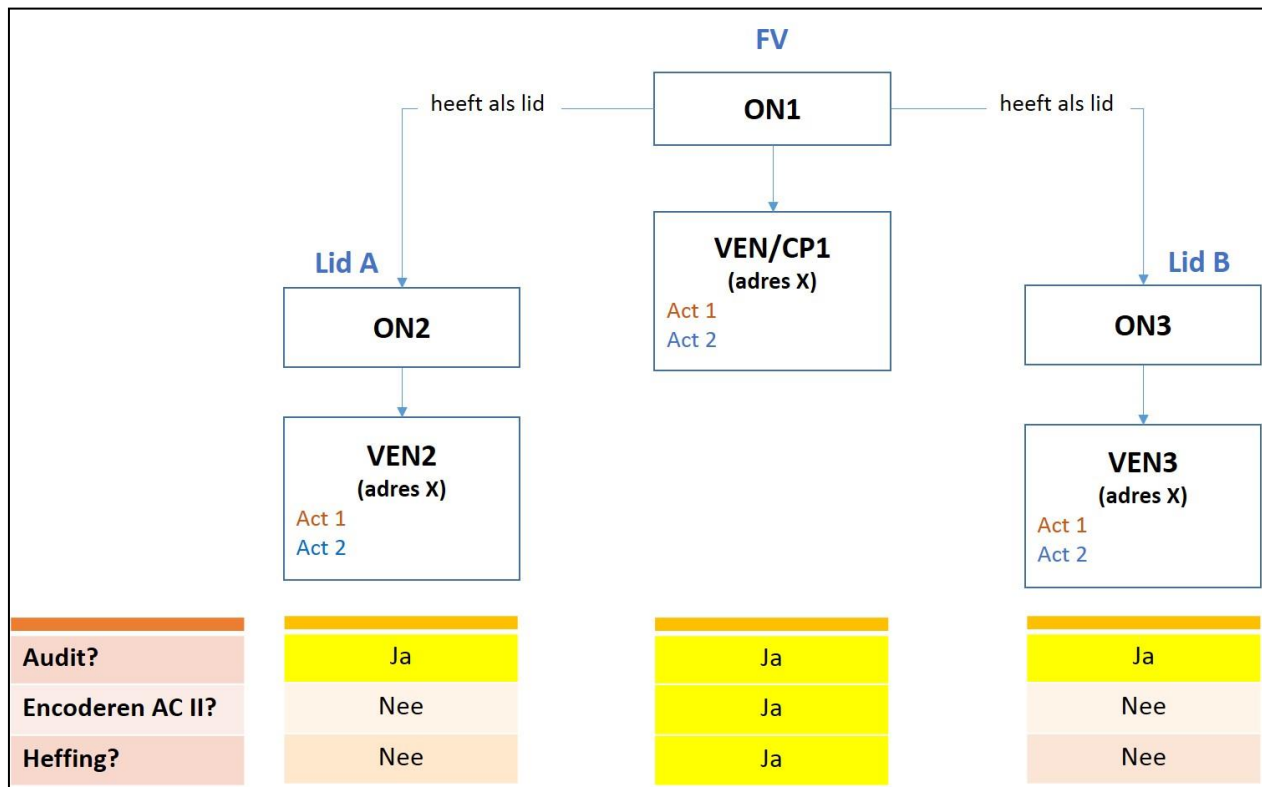 FV
heeft als lid
ON1
heeft als lid
VEN/CP1
(adres X)
Act 1
Act 2
Lid A
ON2
Lid B
ON3
VEN2
(adres X)
Act 1
Act 2
VEN3
(adres X)
Act 1
Act 2
Audit? Ja Ja Ja
Encoderen AC II? Nee Ja Nee
Heffing? Nee Ja Nee